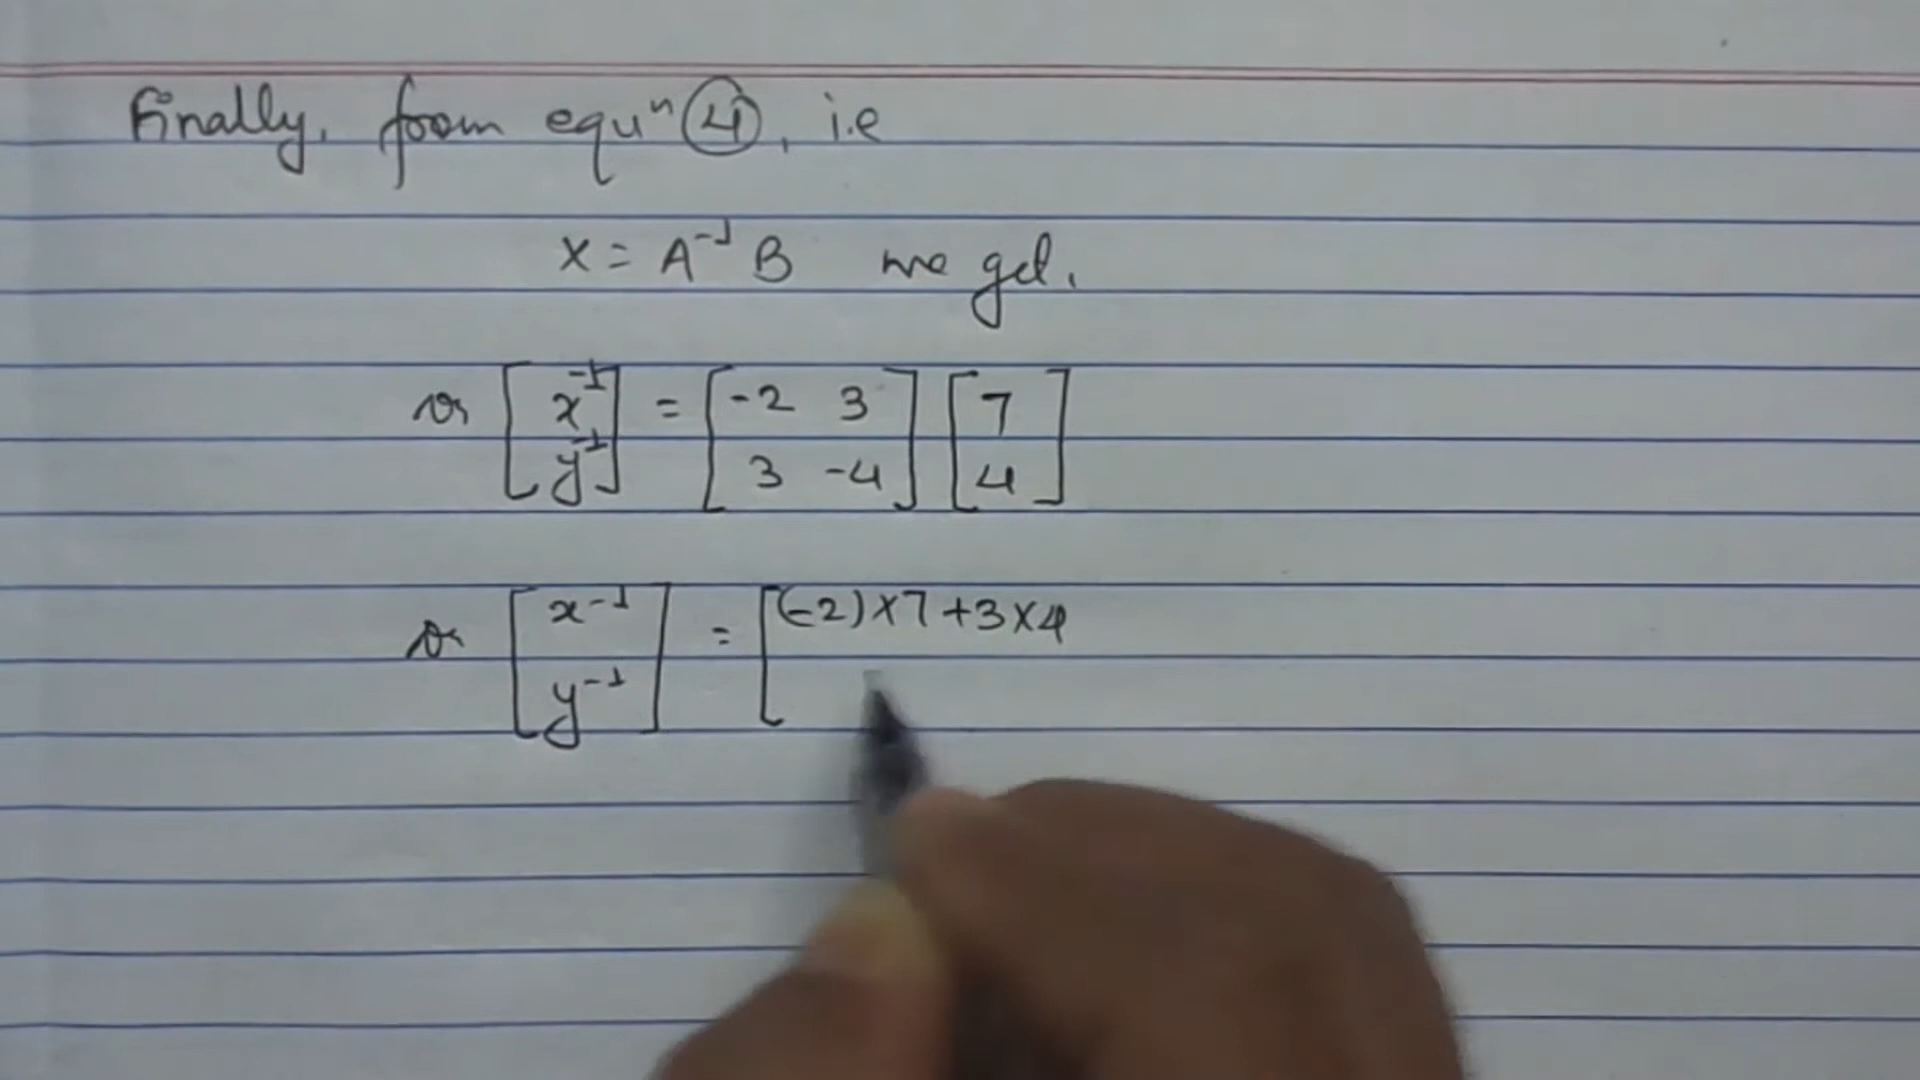 Finally, from equⁿ ④, i.e
X = A⁻¹ B we get,
or [x⁻¹ y⁻¹] = [-2 3 3 -4] [7 4]
or [x⁻¹ y⁻¹] = [(-2)×7+3×4